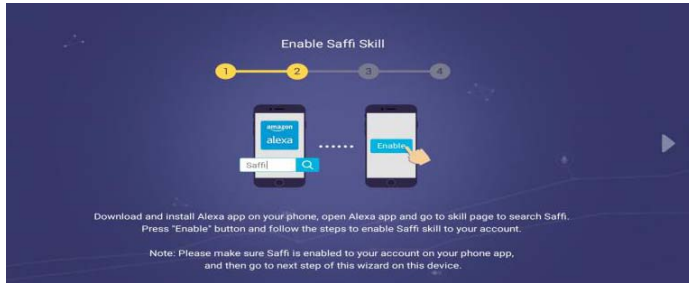 Enable Saffi Skill
1 2 3 4
amazon
alexa
Enable
Saffi
Download and install Alexa app on your phone, open Alexa app and go to skill page to search Saffi.
Press "Enable" button and follow the steps to enable Saffi skill to your account.
Note: Please make sure Saffi is enabled to your account on your phone app,
and then go to next step of this wizard on this device.